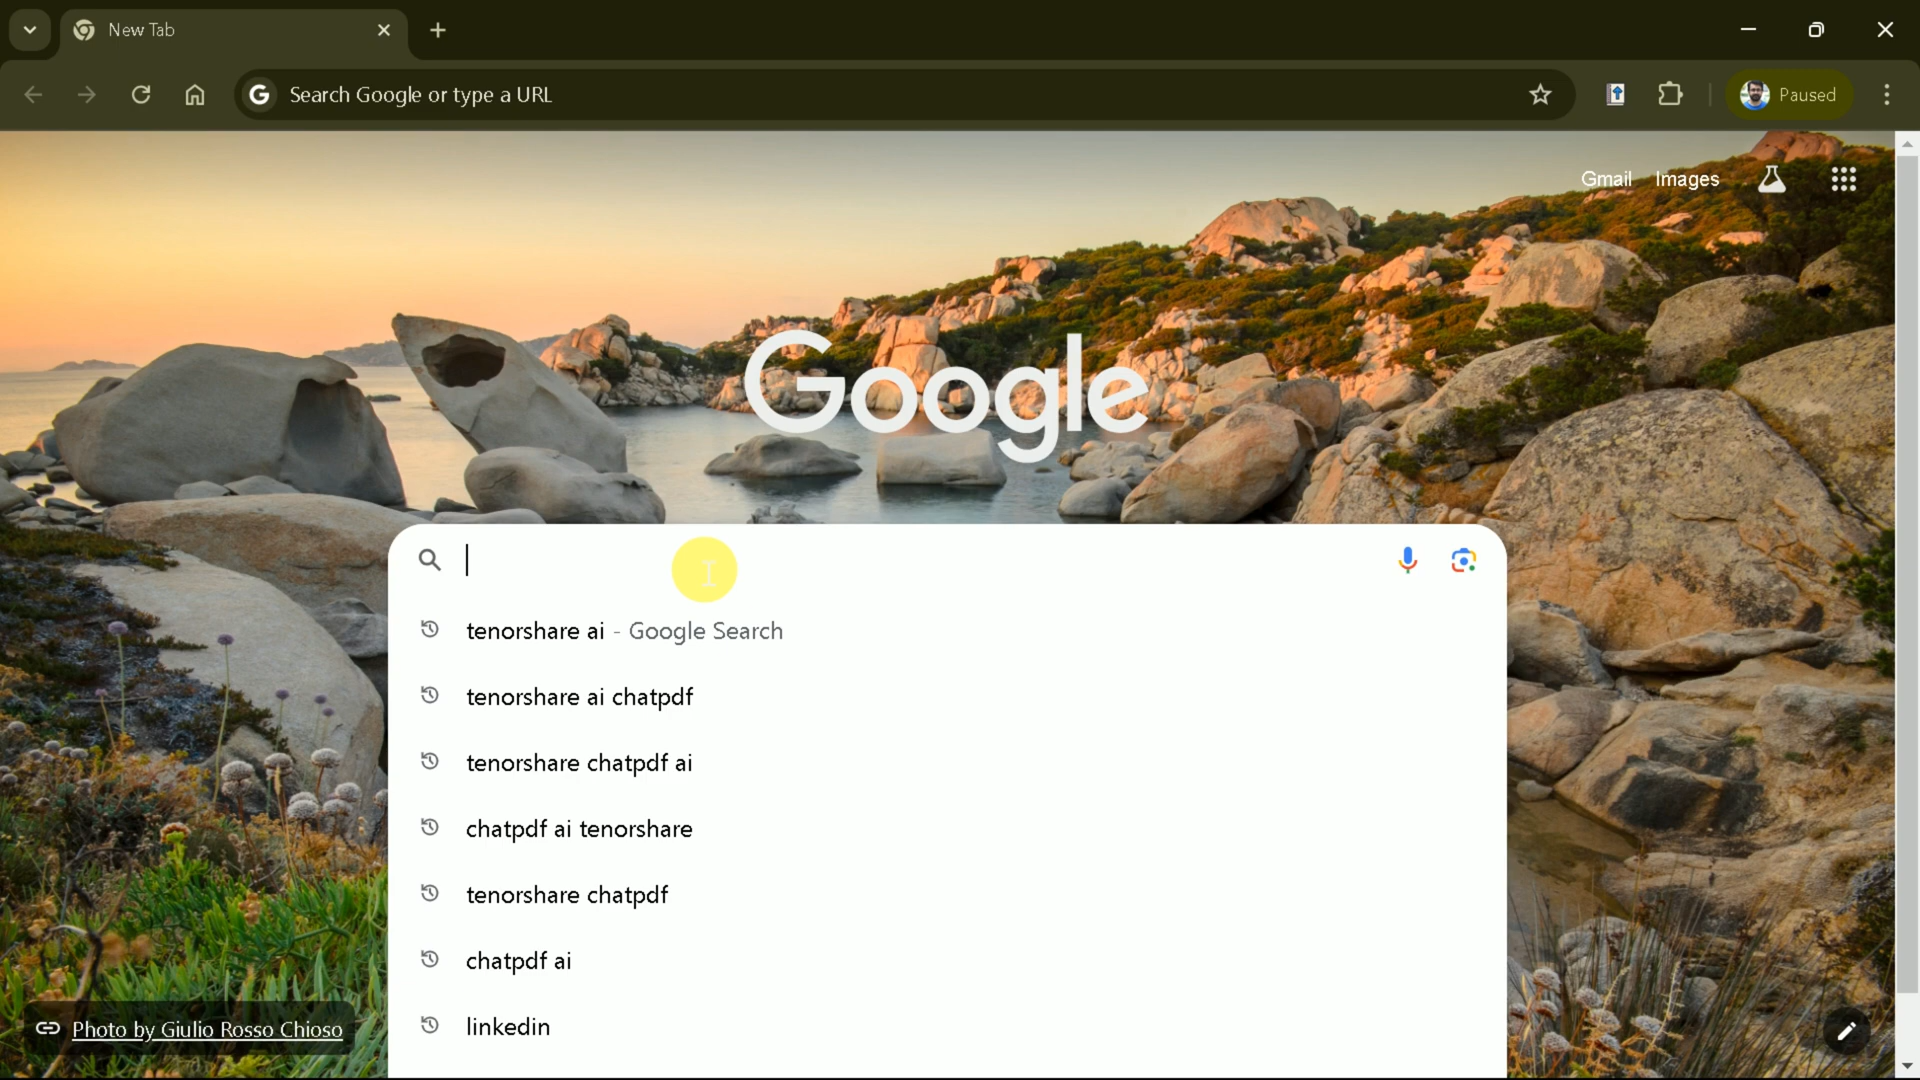 New Tab
Search Google or type a URL
Paused
Gmail Images
Google
tenorshare ai - Google Search
tenorshare ai chatpdf
tenorshare chatpdf ai
chatpdf ai tenorshare
tenorshare chatpdf
chatpdf ai
linkedin
Photo by Giulio Rosso Chioso